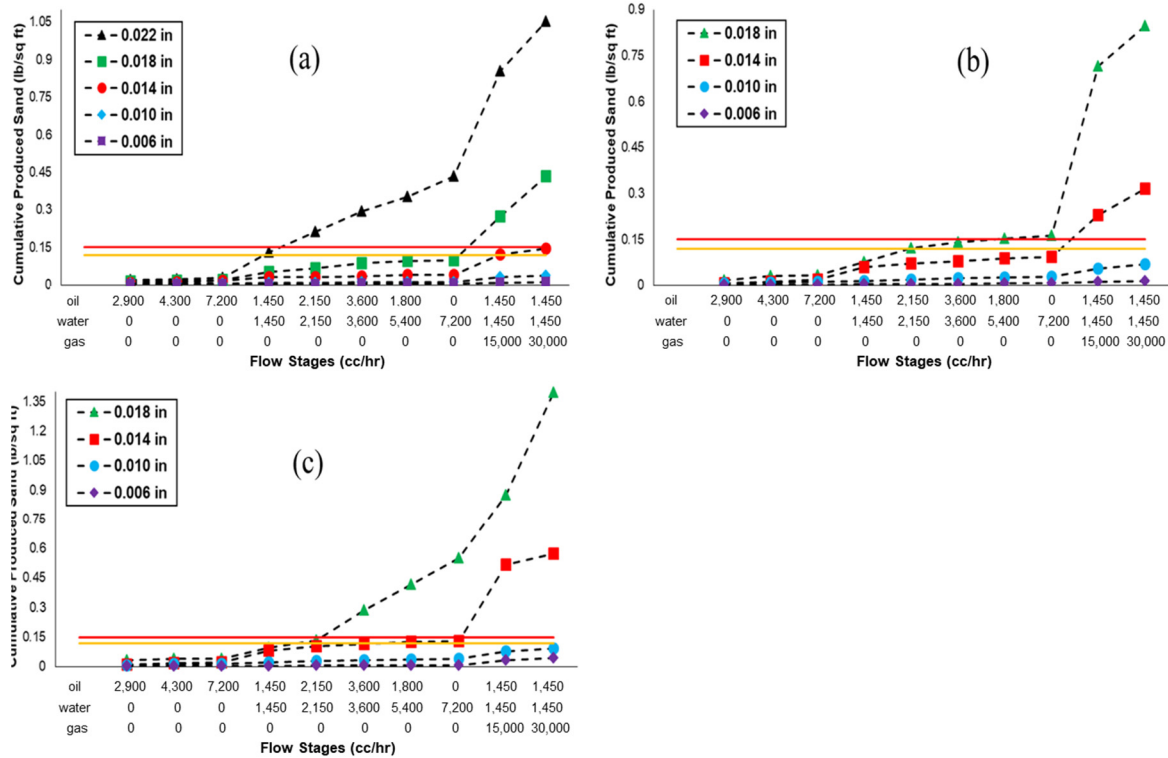 (a)
Cumulative Produced Sand (lb/sq ft)
1.05
0.9
0.75
0.6
0.45
0.3
0.15
0
0.022 in
0.018 in
0.014 in
0.010 in
0.006 in
oil 2,900 4,300 7,200 1,450 2,150 3,600 1,800 0 1,450 1,450
water 0 0 0 1,450 2,150 3,600 5,400 7,200 1,450 1,450
gas 0 0 0 0 0 0 0 0 15,000 30,000
Flow Stages (cc/hr)
(b)
Cumulative Produced Sand (lb/sq ft)
0.9
0.75
0.6
0.45
0.3
0.15
0
0.018 in
0.014 in
0.010 in
0.006 in
oil 2,900 4,300 7,200 1,450 2,150 3,600 1,800 0 1,450 1,450
water 0 0 0 1,450 2,150 3,600 5,400 7,200 1,450 1,450
gas 0 0 0 0 0 0 0 0 15,000 30,000
Flow Stages (cc/hr)
(c)
Cumulative Produced Sand (lb/sq ft)
1.35
1.2
1.05
0.9
0.75
0.6
0.45
0.3
0.15
0
0.018 in
0.014 in
0.010 in
0.006 in
oil 2,900 4,300 7,200 1,450 2,150 3,600 1,800 0 1,450 1,450
water 0 0 0 1,450 2,150 3,600 5,400 7,200 1,450 1,450
gas 0 0 0 0 0 0 0 0 15,000 30,000
Flow Stages (cc/hr)